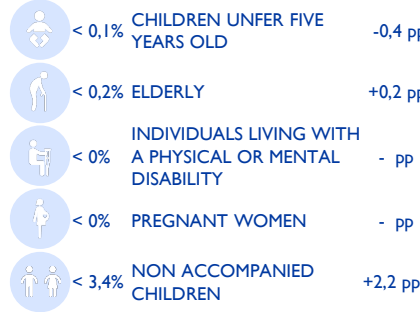 < 0,1% CHILDREN UNFER FIVE YEARS OLD -0,4 pp
< 0,2% ELDERLY +0,2 pp
< 0% INDIVIDUALS LIVING WITH A PHYSICAL OR MENTAL DISABILITY - pp
< 0% PREGNANT WOMEN - pp
< 3,4% NON ACCOMPANIED CHILDREN +2,2 pp